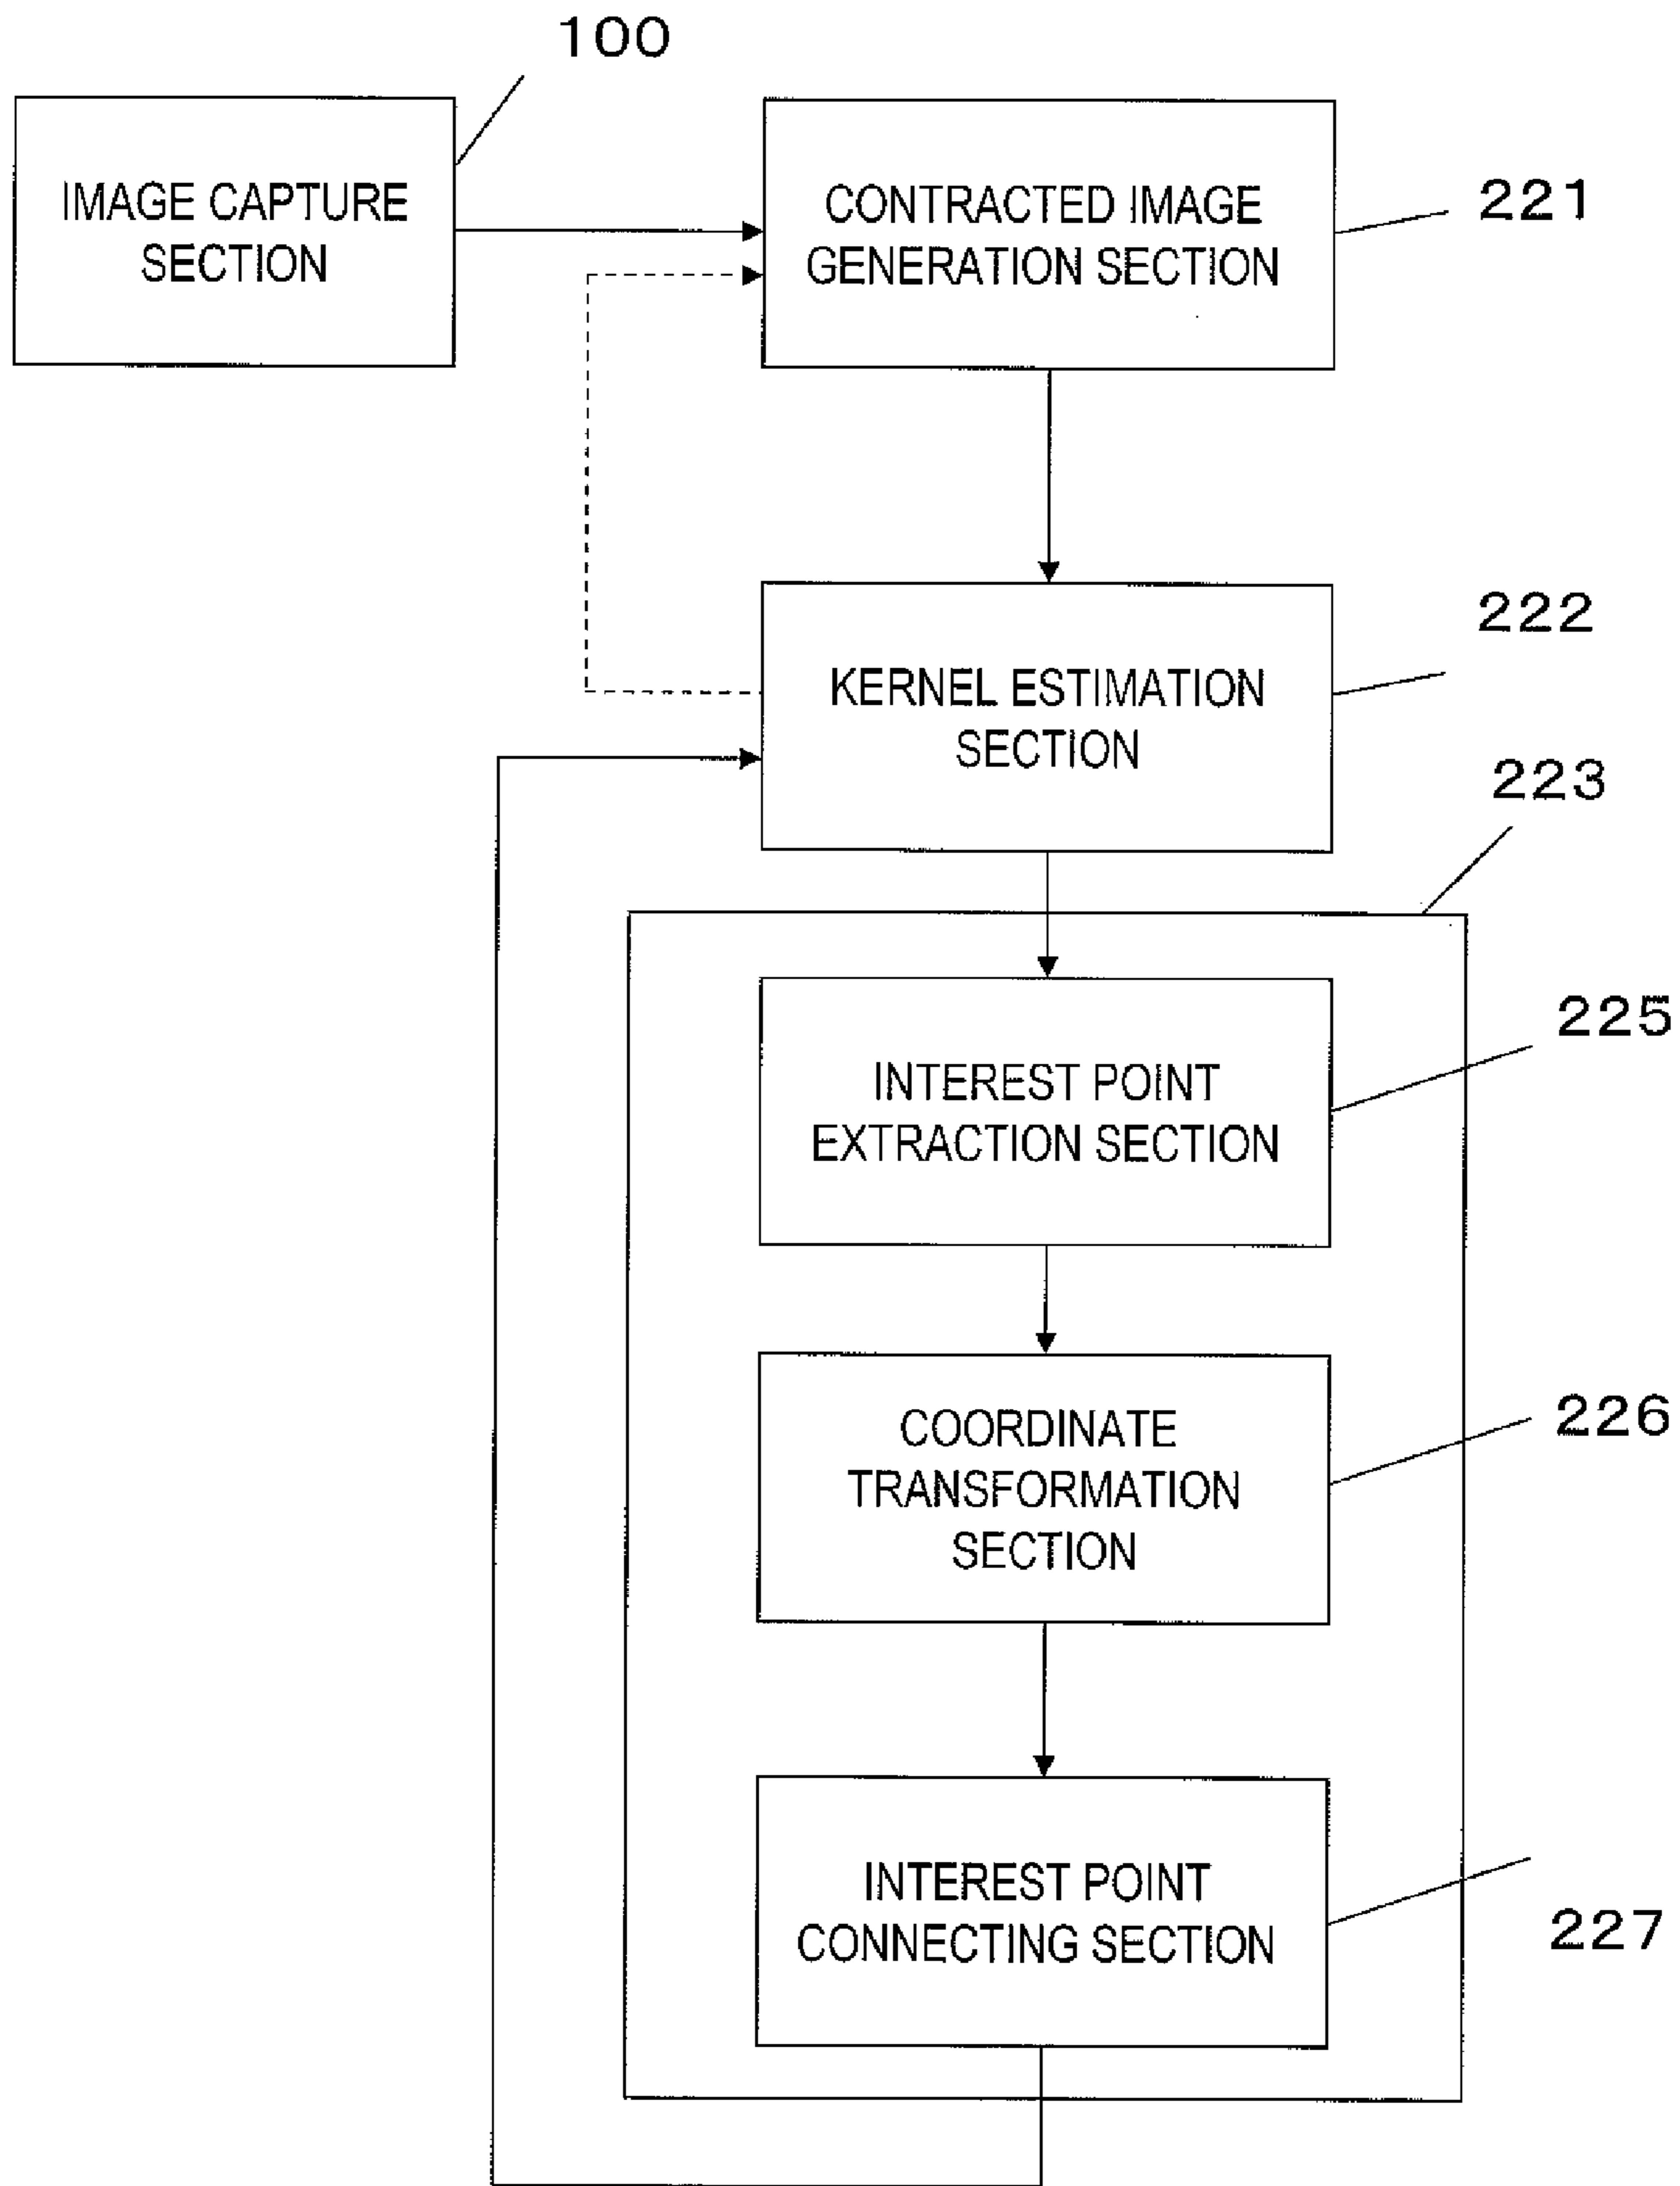 100
IMAGE CAPTURE
SECTION
CONTRACTED IMAGE
GENERATION SECTION
221
222
KERNEL ESTIMATION
SECTION
223
225
INTEREST POINT
EXTRACTION SECTION
226
COORDINATE
TRANSFORMATION
SECTION
INTEREST POINT
CONNECTING SECTION
227